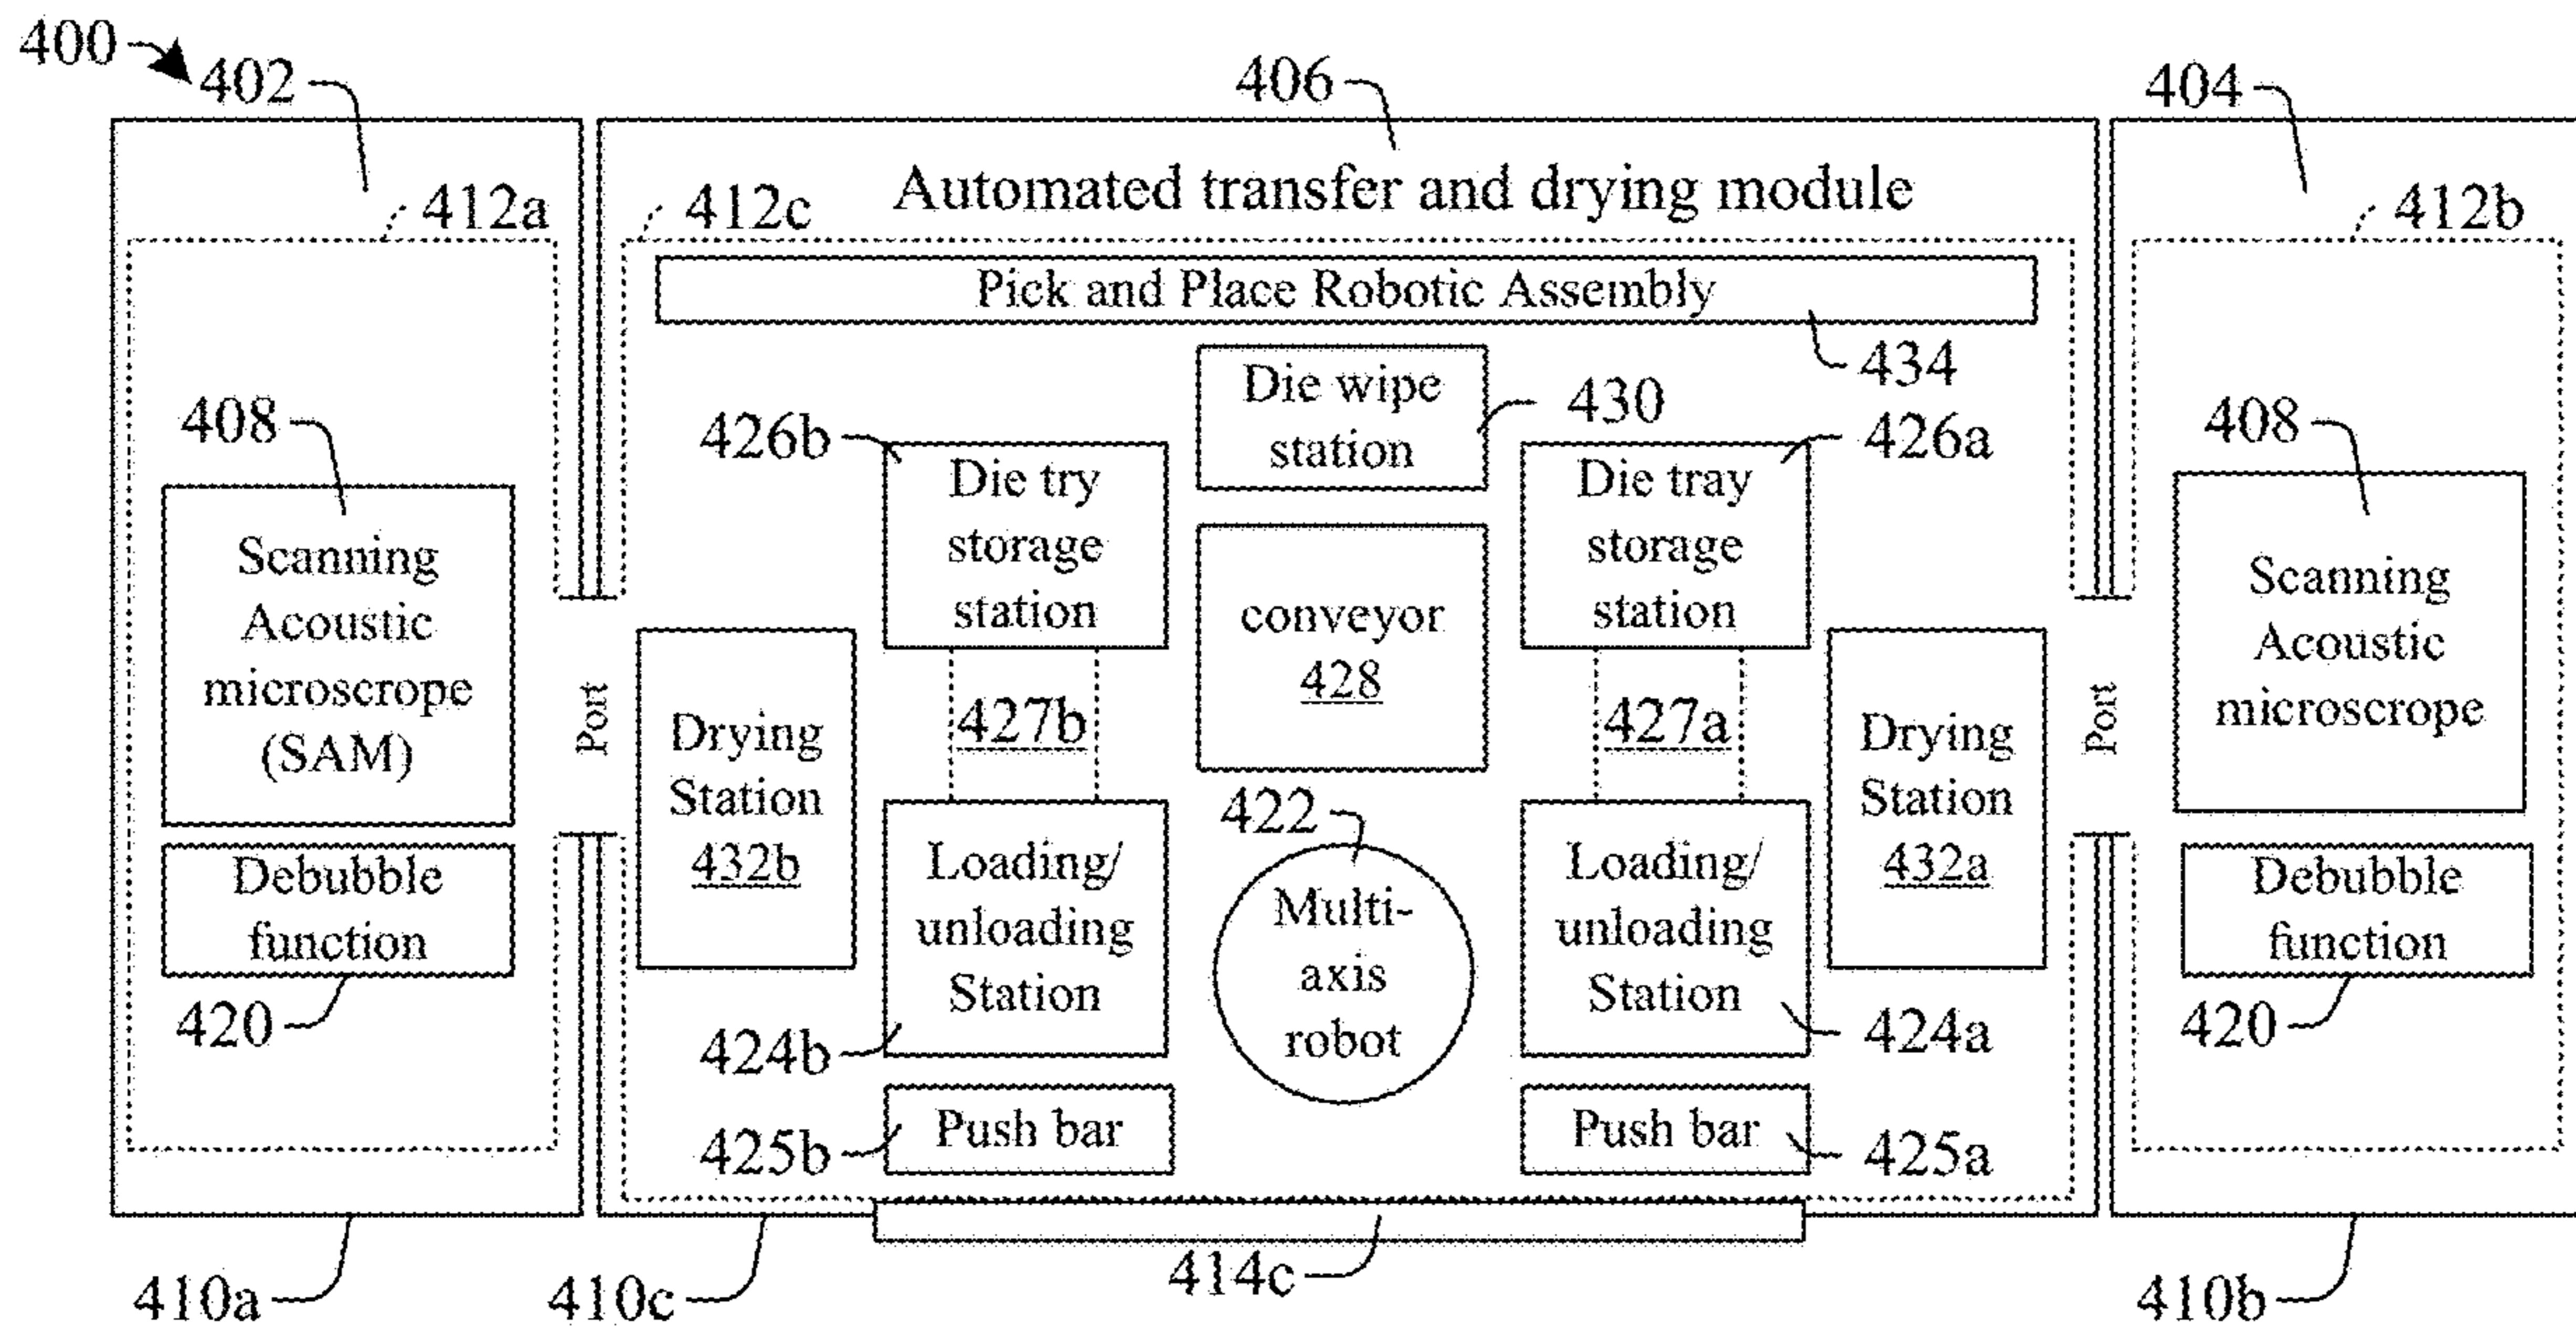 400
402
406
404
Automated transfer and drying module
412a
412c
412b
Pick and Place Robotic Assembly
434
Die wipe
station
430
408
426b
426a
408
Die try
storage
station
Die tray
storage
station
Scanning
Acoustic
microscrope
(SAM)
conveyor
428
Scanning
Acoustic
microscrope
Port
Drying
Station
432b
427b
427a
Drying
Station
432a
Port
422
Debubble
function
Loading/
unloading
Station
Multi-
axis
robot
Loading/
unloading
Station
Debubble
function
420
424b
424a
420
Push bar
425b
Push bar
425a
410a
410c
414c
410b